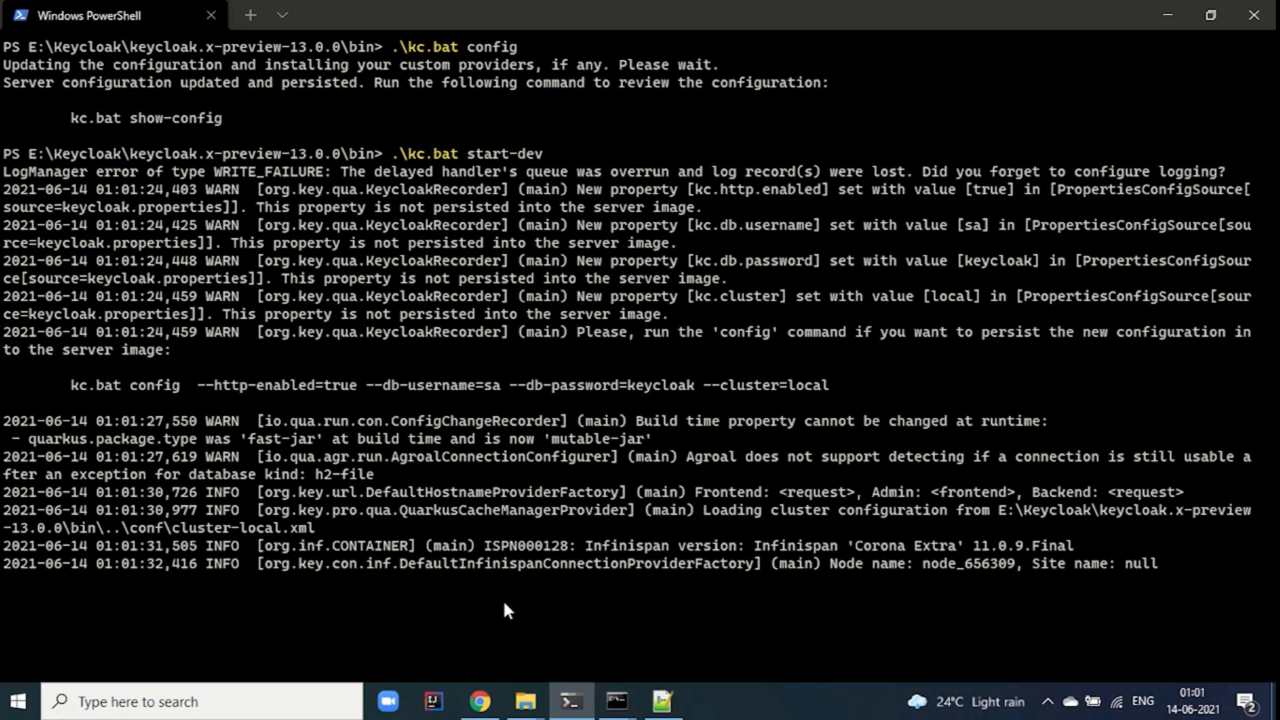 Windows PowerShell
PS E:\Keycloak\keycloak.x-preview-13.0.0\bin> .\kc.bat config
Updating the configuration and installing your custom providers, if any. Please wait.
Server configuration updated and persisted. Run the following command to review the configuration:
kc.bat show-config
PS E:\Keycloak\keycloak.x-preview-13.0.0\bin> .\kc.bat start-dev
LogManager error of type WRITE_FAILURE: The delayed handler's queue was overrun and log record(s) were lost. Did you forget to configure logging?
2021-06-14 01:01:24,403 WARN  [org.key.qua.KeycloakRecorder] (main) New property [kc.http.enabled] set with value [true] in [PropertiesConfigSource[
source=keycloak.properties]]. This property is not persisted into the server image.
2021-06-14 01:01:24,425 WARN  [org.key.qua.KeycloakRecorder] (main) New property [kc.db.username] set with value [sa] in [PropertiesConfigSource[sou
rce=keycloak.properties]]. This property is not persisted into the server image.
2021-06-14 01:01:24,448 WARN  [org.key.qua.KeycloakRecorder] (main) New property [kc.db.password] set with value [keycloak] in [PropertiesConfigSour
ce[source=keycloak.properties]]. This property is not persisted into the server image.
2021-06-14 01:01:24,459 WARN  [org.key.qua.KeycloakRecorder] (main) New property [kc.cluster] set with value [local] in [PropertiesConfigSource[sour
ce=keycloak.properties]]. This property is not persisted into the server image.
2021-06-14 01:01:24,459 WARN  [org.key.qua.KeycloakRecorder] (main) Please, run the 'config' command if you want to persist the new configuration in
to the server image:
kc.bat config  --http-enabled=true --db-username=sa --db-password=keycloak --cluster=local
2021-06-14 01:01:27,550 WARN  [io.qua.run.con.ConfigChangeRecorder] (main) Build time property cannot be changed at runtime:
- quarkus.package.type was 'fast-jar' at build time and is now 'mutable-jar'
2021-06-14 01:01:27,619 WARN  [io.qua.agr.run.AgroalConnectionConfigurer] (main) Agroal does not support detecting if a connection is still usable a
fter an exception for database kind: h2-file
2021-06-14 01:01:30,726 INFO  [org.key.url.DefaultHostnameProviderFactory] (main) Frontend: <request>, Admin: <frontend>, Backend: <request>
2021-06-14 01:01:30,977 INFO  [org.key.pro.qua.QuarkusCacheManagerProvider] (main) Loading cluster configuration from E:\Keycloak\keycloak.x-preview
-13.0.0\bin\..\conf\cluster-local.xml
2021-06-14 01:01:31,505 INFO  [org.inf.CONTAINER] (main) ISPN000128: Infinispan version: Infinispan 'Corona Extra' 11.0.9.Final
2021-06-14 01:01:32,416 INFO  [org.key.con.inf.DefaultInfinispanConnectionProviderFactory] (main) Node name: node_656309, Site name: null
Type here to search
24°C Light rain
ENG
01:01
14-06-2021
2